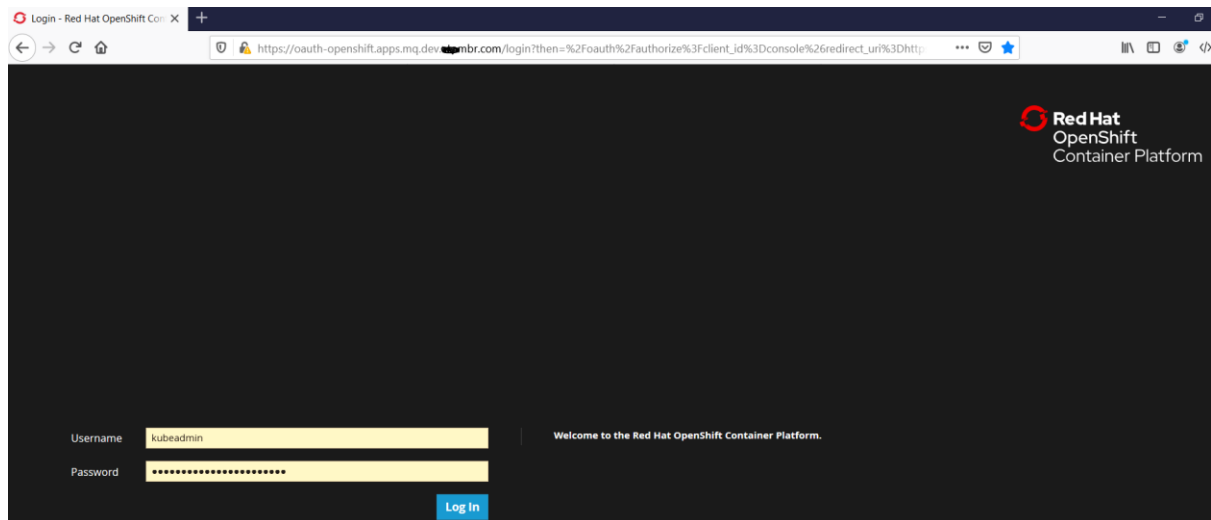 Login - Red Hat OpenShift Con
https://oauth-openshift.apps.mq.dev. mbr.com/login?then=%2Foauth%2Fauthorize%3Fclient_id%3Dconsole%26redirect_uri%3Dhttp
Red Hat
OpenShift
Container Platform
Username kubeadmin
Welcome to the Red Hat OpenShift Container Platform.
Password •••••••••••••••••••••••
Log In